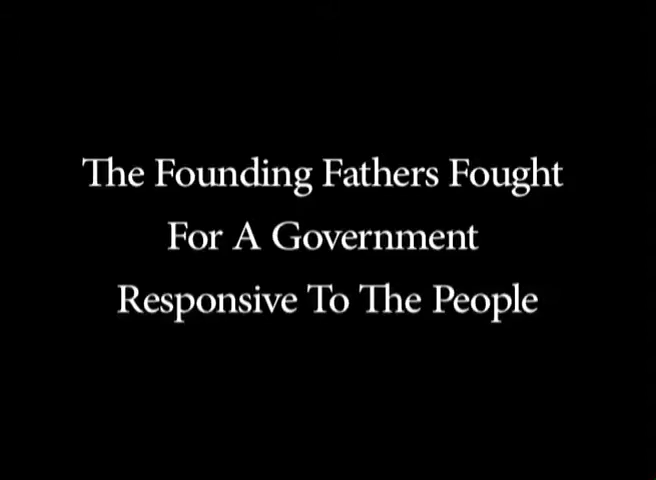 The Founding Fathers Fought
For A Government
Responsive To The People